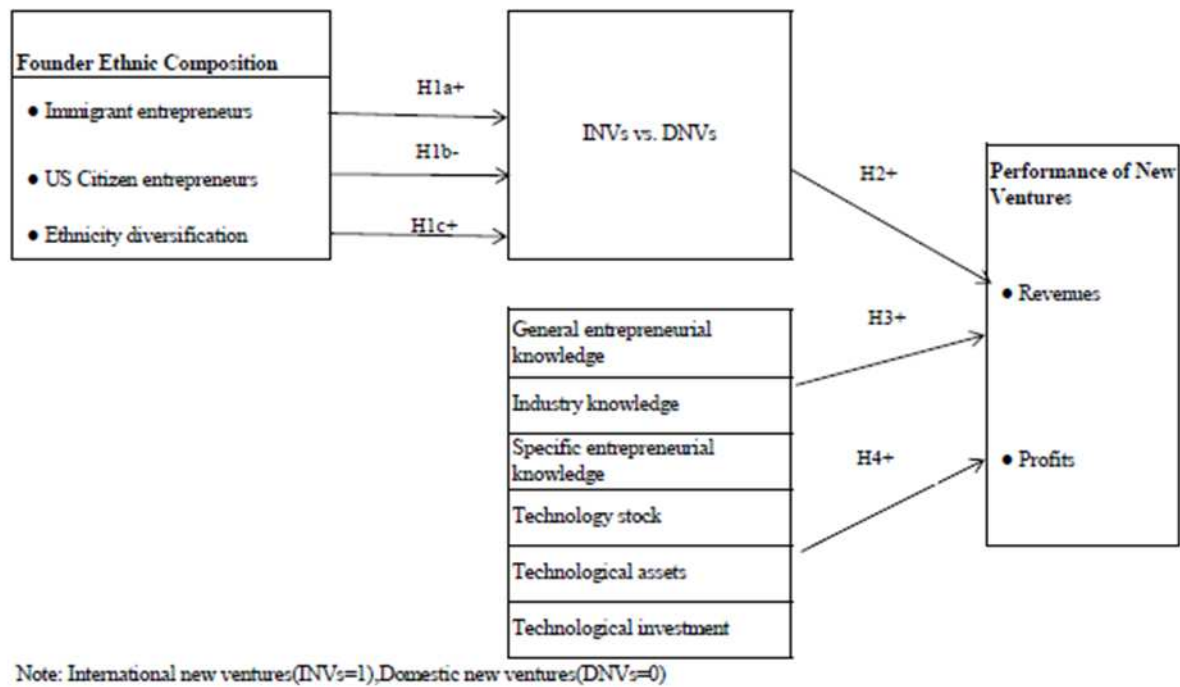 Founder Ethnic Composition
● Immigrant entrepreneurs
● US Citizen entrepreneurs
● Ethnicity diversification
H1a+
H1b-
H1c+
INVs vs. DNVs
H2+
H3+
H4+
General entrepreneurial
knowledge
Industry knowledge
Specific entrepreneurial
knowledge
Technology stock
Technological assets
Technological investment
Performance of New
Ventures
● Revenues
● Profits
Note: International new ventures(INVs=1),Domestic new ventures(DNVs=0)